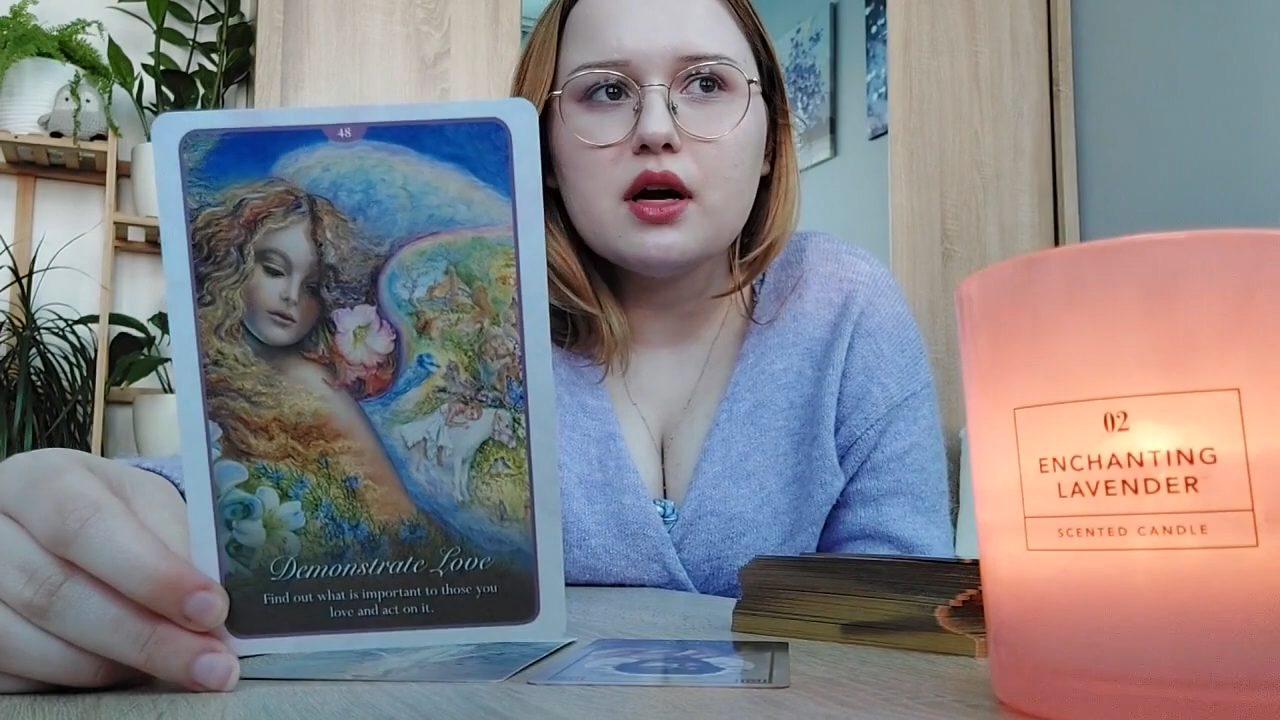 48
Demonstrate Love
Find out what is important to those you
love and act on it.
02
ENCHANTING
LAVENDER
SCENTED CANDLE